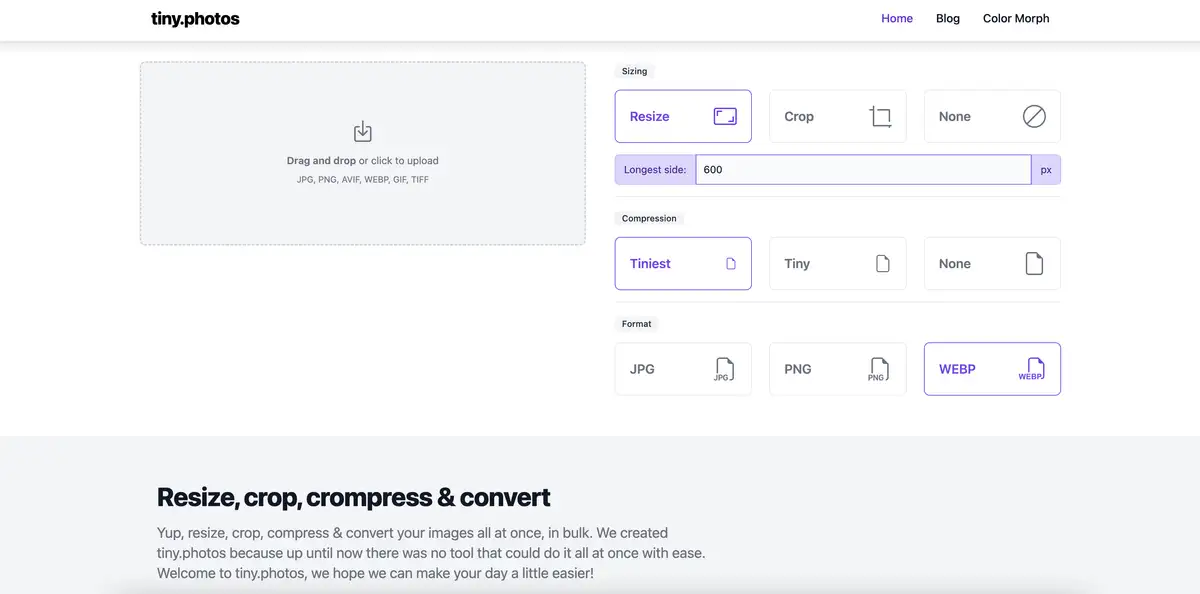 tiny.photos
Home Blog Color Morph
Drag and drop or click to upload
JPG, PNG, AVIF, WEBP, GIF, TIFF
Sizing
Resize Crop None
Longest side: 600 px
Compression
Tiniest Tiny None
Format
JPG JPG PNG PNG WEBP WEBP
Resize, crop, crompress & convert
Yup, resize, crop, compress & convert your images all at once, in bulk. We created
tiny.photos because up until now there was no tool that could do it all at once with ease.
Welcome to tiny.photos, we hope we can make your day a little easier!